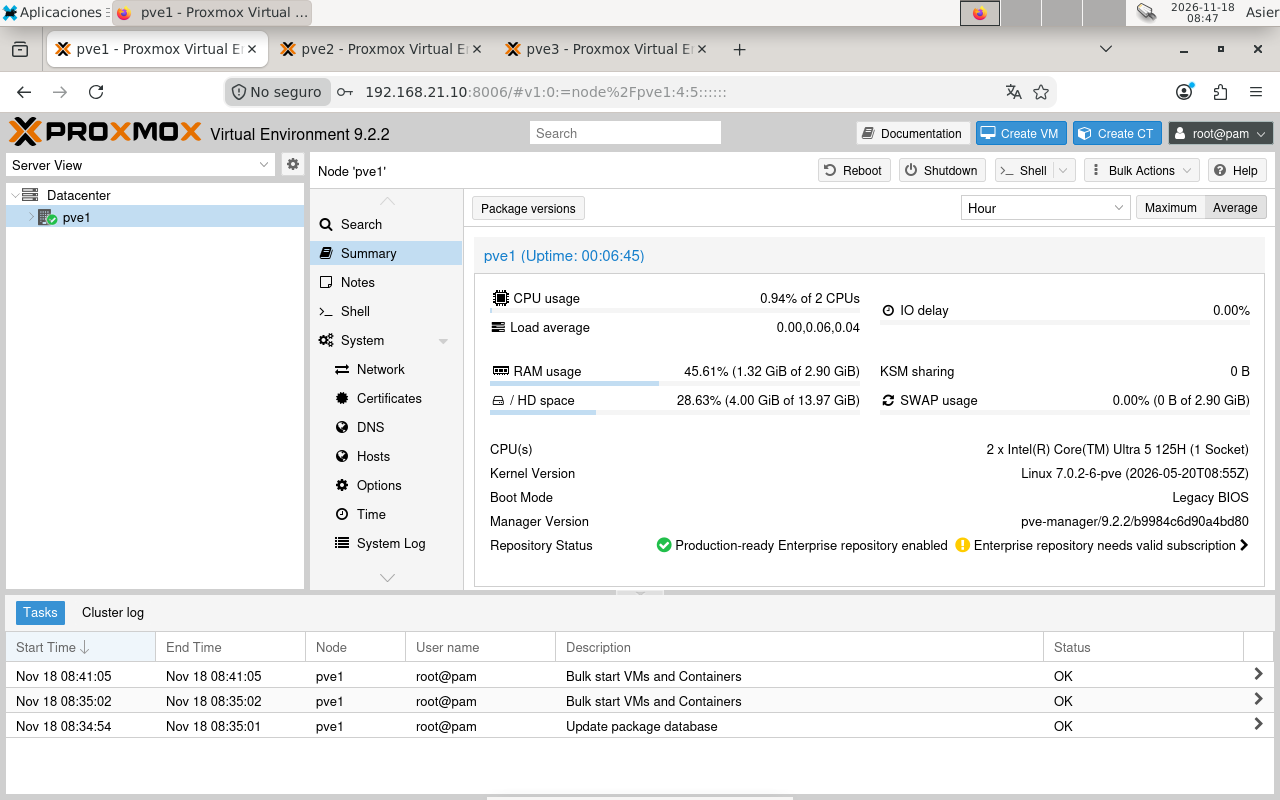 Aplicaciones
pve1 - Proxmox Virtual ...
2026-11-18
08:47
Asier
pve1 - Proxmox Virtual E
pve2 - Proxmox Virtual E
pve3 - Proxmox Virtual E
No seguro
192.168.21.10:8006/#v1:0:=node%2Fpve1:4:5::::::
PROXMOX Virtual Environment 9.2.2
Search
Documentation
Create VM
Create CT
root@pam
Server View
Datacenter
pve1
Node 'pve1'
Reboot
Shutdown
Shell
Bulk Actions
Help
Search
Summary
Notes
Shell
System
Network
Certificates
DNS
Hosts
Options
Time
System Log
Package versions
Hour
Maximum
Average
pve1 (Uptime: 00:06:45)
CPU usage 0.94% of 2 CPUs
IO delay 0.00%
Load average 0.00,0.06,0.04
RAM usage 45.61% (1.32 GiB of 2.90 GiB)
KSM sharing 0 B
/ HD space 28.63% (4.00 GiB of 13.97 GiB)
SWAP usage 0.00% (0 B of 2.90 GiB)
CPU(s) 2 x Intel(R) Core(TM) Ultra 5 125H (1 Socket)
Kernel Version Linux 7.0.2-6-pve (2026-05-20T08:55Z)
Boot Mode Legacy BIOS
Manager Version pve-manager/9.2.2/b9984c6d90a4bd80
Repository Status Production-ready Enterprise repository enabled Enterprise repository needs valid subscription
Tasks
Cluster log
Start Time End Time Node User name Description Status
Nov 18 08:41:05 Nov 18 08:41:05 pve1 root@pam Bulk start VMs and Containers OK
Nov 18 08:35:02 Nov 18 08:35:02 pve1 root@pam Bulk start VMs and Containers OK
Nov 18 08:34:54 Nov 18 08:35:01 pve1 root@pam Update package database OK